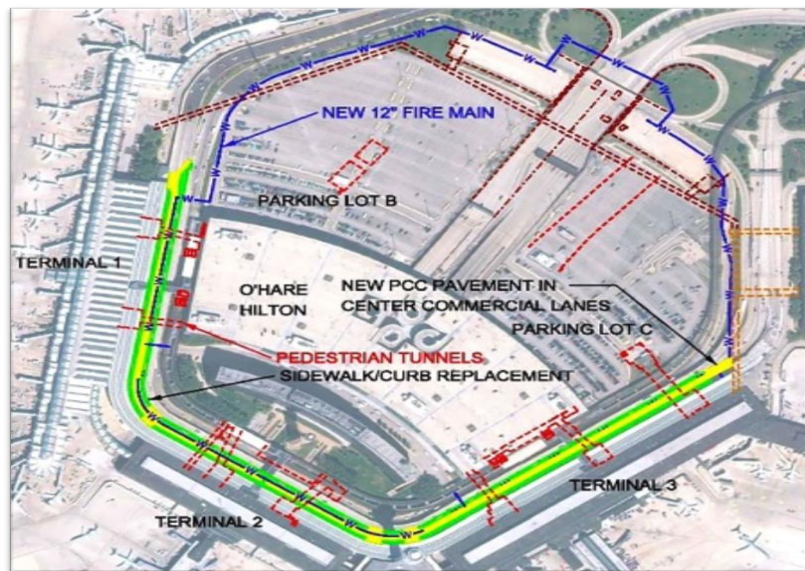 NEW 12" FIRE MAIN
PARKING LOT B
TERMINAL 1
O'HARE
HILTON
NEW PCC PAVEMENT IN
CENTER COMMERCIAL LANES
PARKING LOT C
PEDESTRIAN TUNNELS
SIDEWALK/CURB REPLACEMENT
TERMINAL 3
TERMINAL 2